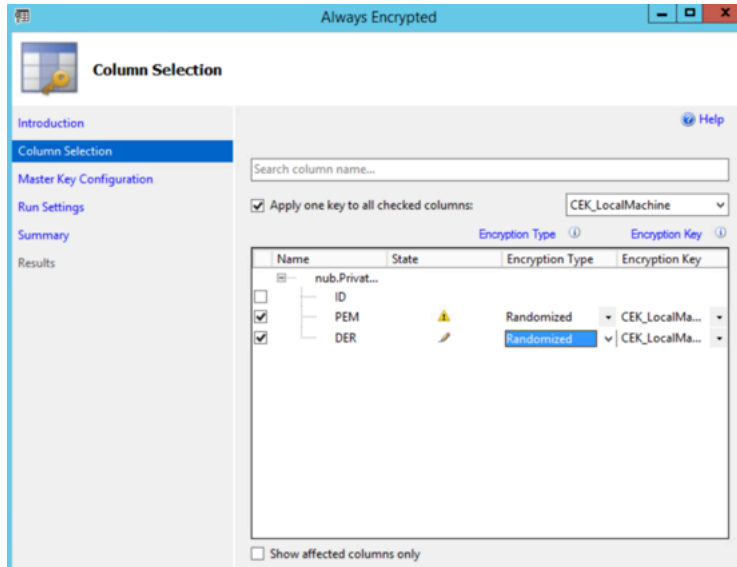 Always Encrypted
Column Selection
Introduction
Help
Column Selection
Search column name...
Master Key Configuration
Apply one key to all checked columns: CEK_LocalMachine
Run Settings
Summary
Encryption Type Encryption Key
Results
Name State Encryption Type Encryption Key
nub.Privat...
ID
PEM Randomized CEK_LocalMa...
DER Randomized CEK_LocalMa...
Show affected columns only